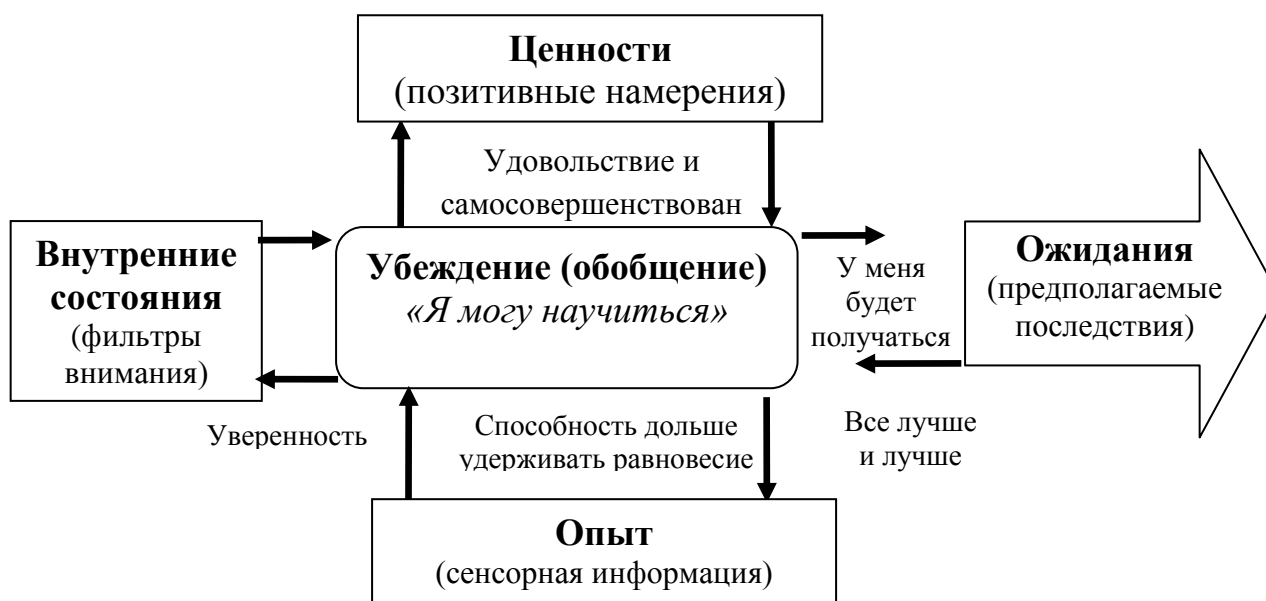 Ценности
(позитивные намерения)
Удовольствие и
самосовершенствован
Внутренние
состояния
(фильтры
внимания)
Убеждение (обобщение)
«Я могу научиться»
У меня
будет
получаться
Ожидания
(предполагаемые
последствия)
Уверенность
Способность дольше
удерживать равновесие
Все лучше
и лучше
Опыт
(сенсорная информация)